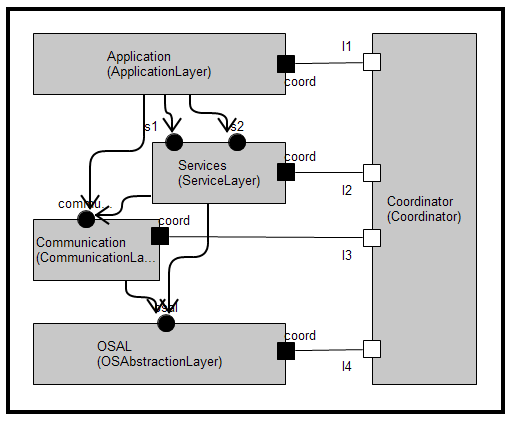 Application
(ApplicationLayer)
coord
l1
s1
s2
Services
(ServiceLayer)
coord
l2
Coordinator
(Coordinator)
commu...
coord
l3
Communication
(CommunicationLa...
osal
OSAL
(OSAbstractionLayer)
coord
l4